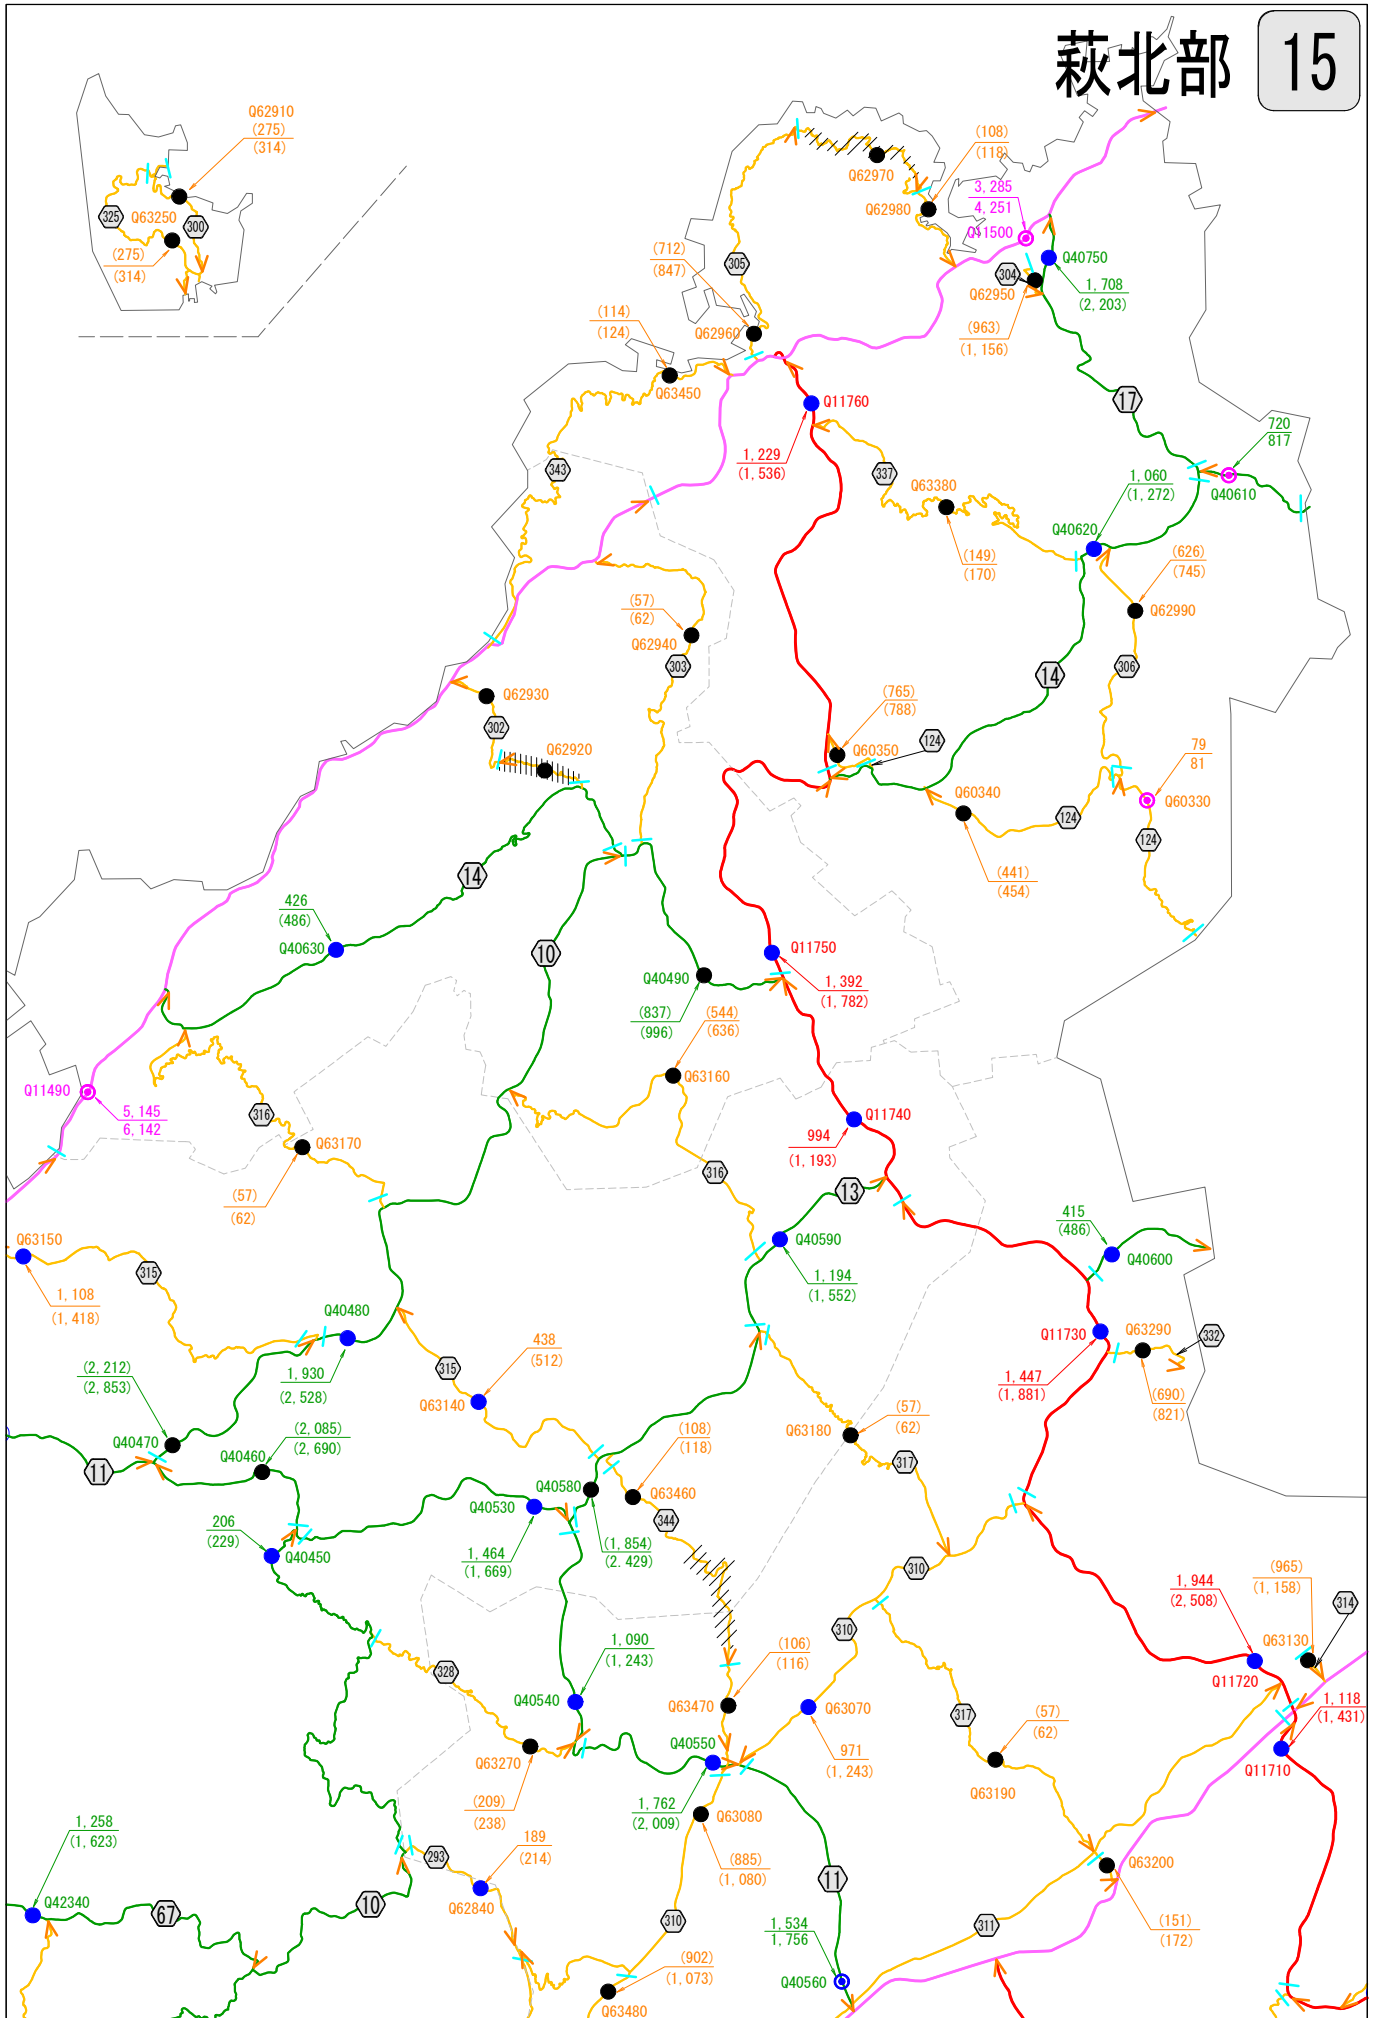 萩北部 15
Q62910
(275)
(314)
325
Q63250
300
(275)
(314)
Q62970
(108)
(118)
Q62980
3,285
4,251
Q11500
Q40750
1,708
(2,203)
304
Q62950
(963)
(1,156)
(712)
(847)
305
Q62960
(114)
(124)
Q63450
Q11760
1,229
(1,536)
17
720
817
Q40610
343
337
Q63380
(149)
(170)
1,060
(1,272)
Q40620
(626)
(745)
Q62990
(57)
(62)
Q62940
303
306
14
Q62930
302
Q62920
(765)
(788)
Q60350
124
79
81
Q60330
Q60340
124
124
(441)
(454)
14
426
(486)
Q40630
10
Q11750
1,392
(1,782)
Q40490
(837)
(996)
(544)
(636)
Q63160
Q11490
5,145
6,142
316
Q63170
(57)
(62)
Q11740
994
(1,193)
316
13
Q63150
315
1,108
(1,418)
Q40590
1,194
(1,552)
415
(486)
Q40600
Q40480
1,930
(2,528)
438
(512)
315
Q63140
Q11730
Q63290
332
1,447
(1,881)
(690)
(821)
(2,212)
(2,853)
Q40470
Q40460
(2,085)
(2,690)
11
(108)
(118)
Q63180
(57)
(62)
317
Q40580
Q63460
344
Q40530
1,464
(1,669)
(1,854)
(2.429)
206
(229)
Q40450
310
1,944
(2,508)
(965)
(1,158)
314
Q63130
Q11720
1,118
(1,431)
Q11710
310
1,090
(1,243)
Q40540
328
(106)
(116)
Q63470
Q63070
971
(1,243)
317
(57)
(62)
Q63190
Q40550
1,762
(2,009)
Q63270
(209)
(238)
Q63080
(885)
(1,080)
1,258
(1,623)
Q42340
67
10
293
189
(214)
Q62840
11
Q63200
(151)
(172)
310
311
1,534
1,756
Q40560
(902)
(1,073)
Q63480